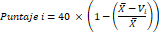 Puntaje i = 40 × (1 − ((X̄ − Vᵢ) / X̄))